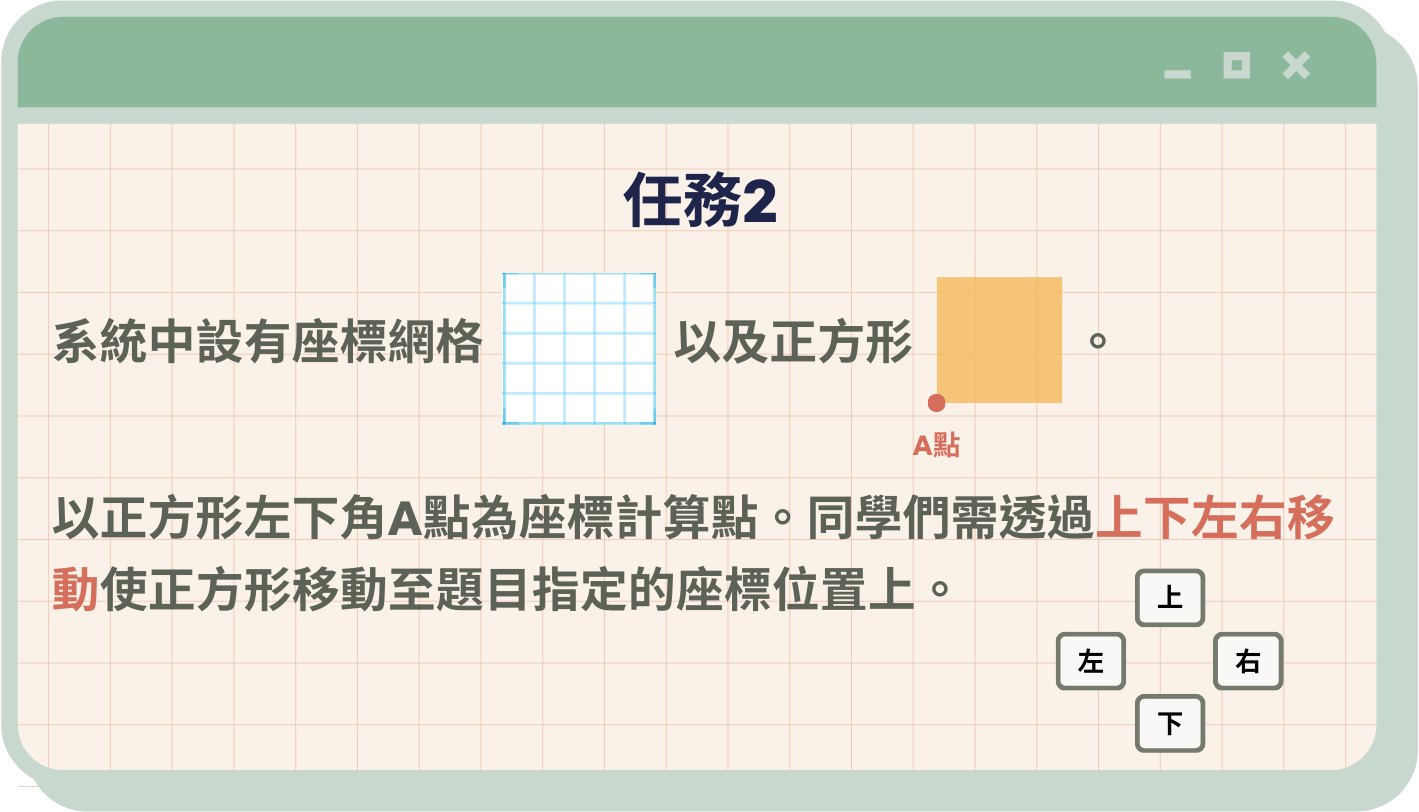 任務2
系統中設有座標網格 以及正方形 。
A點
以正方形左下角A點為座標計算點。同學們需透過上下左右移
動使正方形移動至題目指定的座標位置上。
上
左 右
下